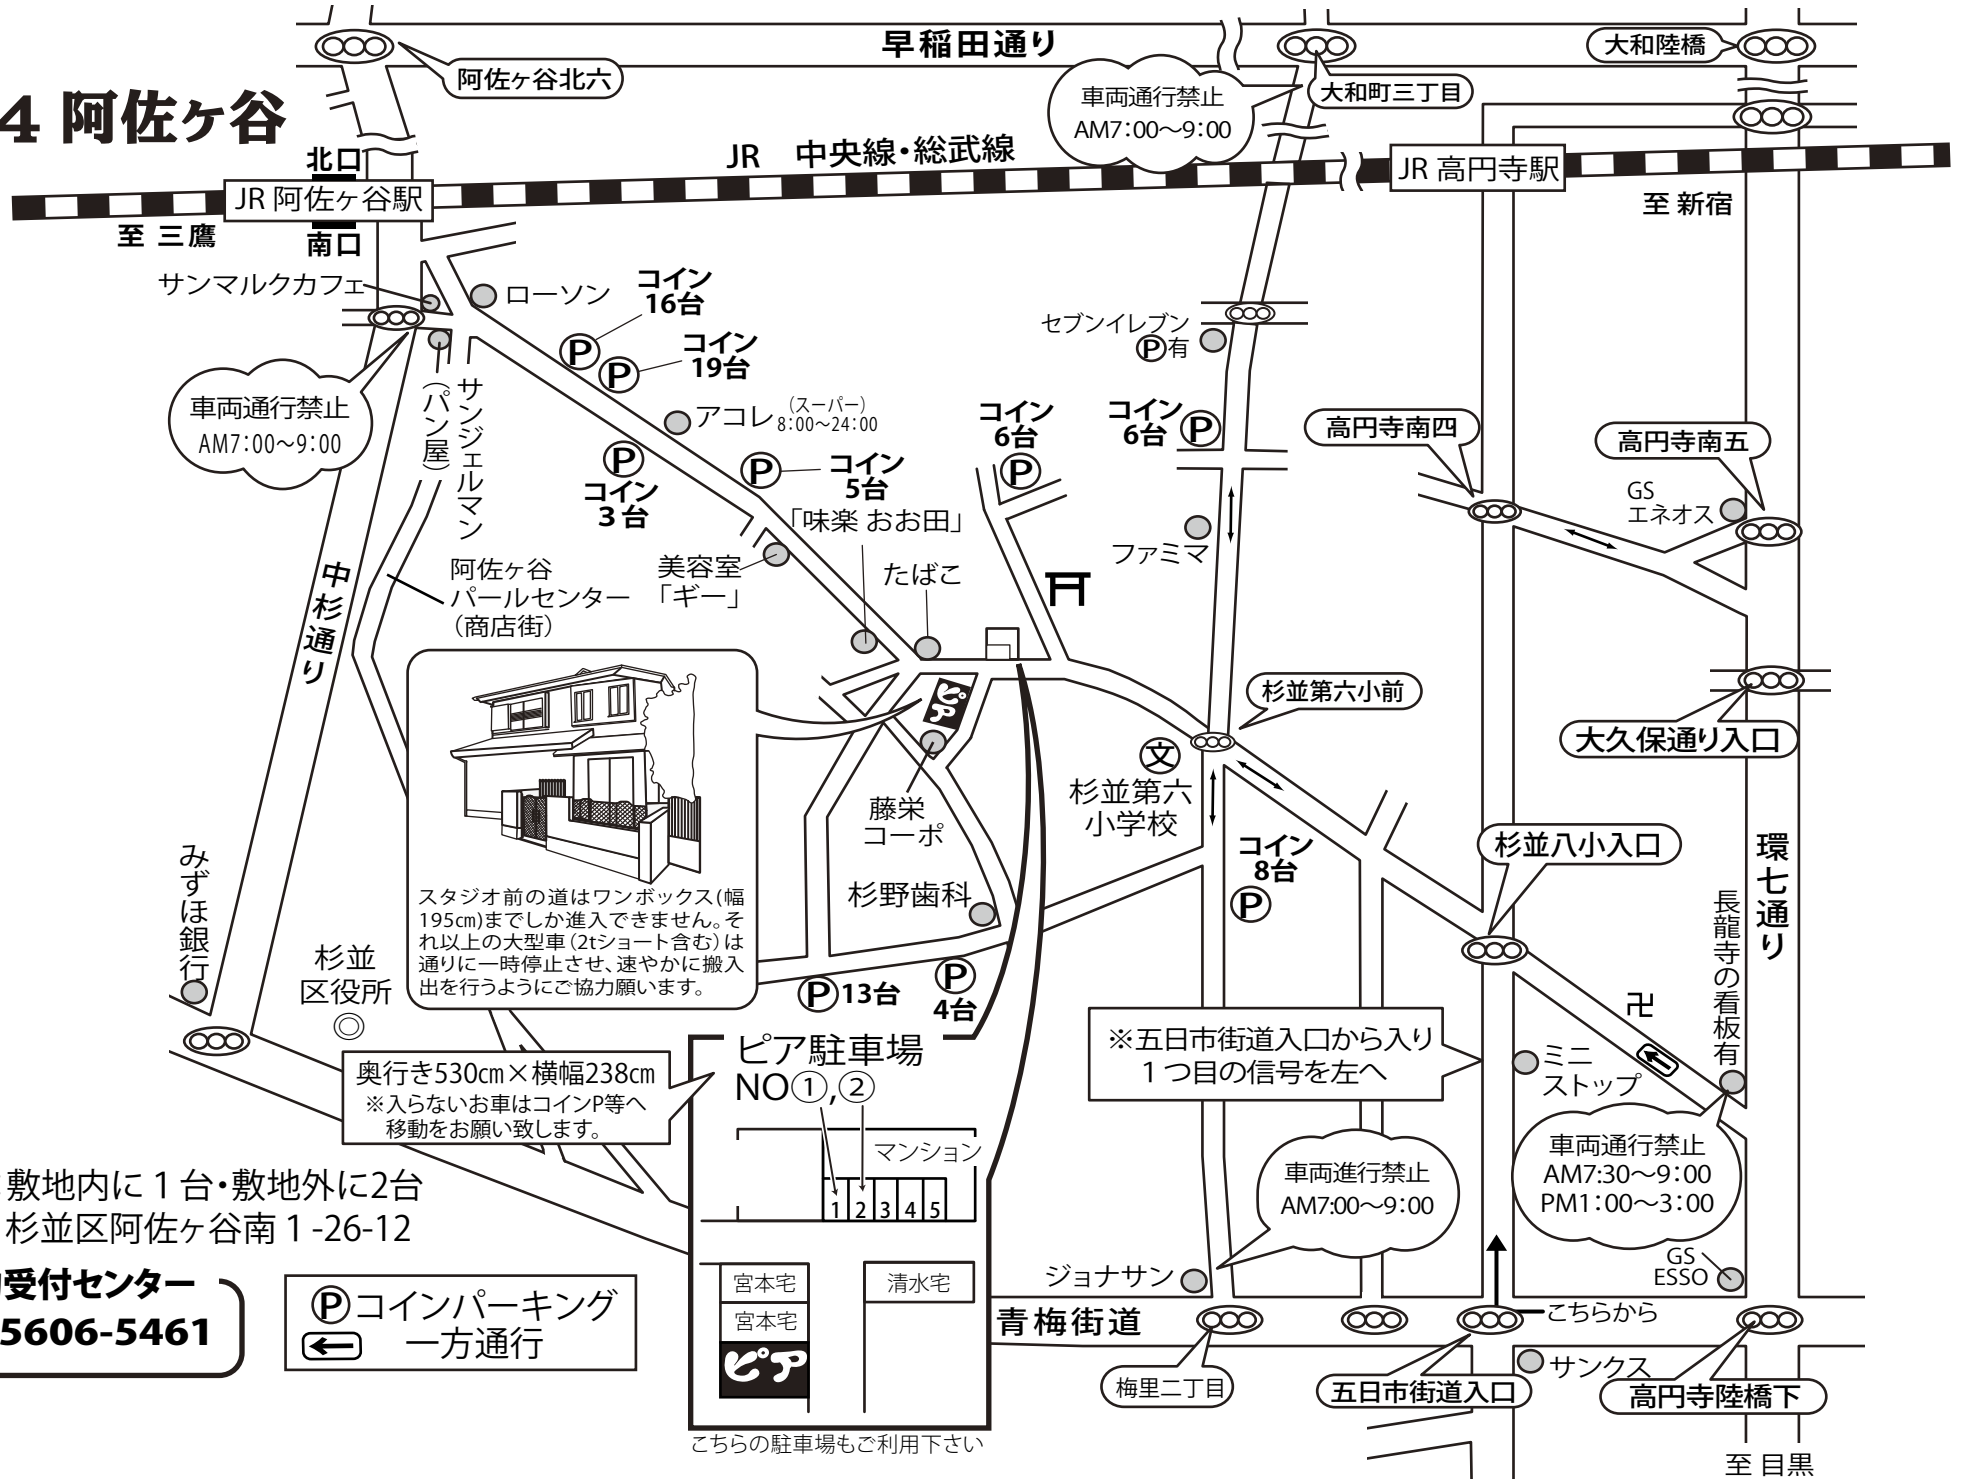 早稲田通り
大和陸橋
阿佐ヶ谷北六
大和町三丁目
車両通行禁止
AM7:00～9:00
4 阿佐ヶ谷
北口
JR 中央線・総武線
JR 阿佐ヶ谷駅
JR 高円寺駅
至 三鷹
南口
至 新宿
サンマルクカフェ
ローソン
コイン
16台
セブンイレブン
Ⓟ有
コイン
19台
Ⓟ
Ⓟ
車両通行禁止
AM7:00～9:00
サンジェルマン
（パン屋）
アコレ（スーパー）
8:00～24:00
コイン
6台
Ⓟ
コイン
6台
Ⓟ
高円寺南四
高円寺南五
Ⓟ
コイン
3台
Ⓟ
コイン
5台
GS
エネオス
「味楽 おお田」
ファミマ
美容室
「ギー」
たばこ
中杉通り
阿佐ヶ谷
パールセンター
（商店街）
ピア
杉並第六小前
大久保通り入口
文
杉並第六
小学校
藤栄
コーポ
コイン
8台
Ⓟ
杉並八小入口
環七通り
みずほ銀行
杉野歯科
長龍寺の看板有
スタジオ前の道はワンボックス(幅
195cm)までしか進入できません。そ
れ以上の大型車（2tショート含む）は
通りに一時停止させ、速やかに搬入
出を行うようにご協力願います。
杉並
区役所
Ⓟ13台
Ⓟ
4台
卍
※五日市街道入口から入り
1つ目の信号を左へ
ミニ
ストップ
ピア駐車場
NO①,②
奥行き530cm×横幅238cm
※入らないお車はコインP等へ
移動をお願い致します。
マンション
1 2 3 4 5
車両進行禁止
AM7:00～9:00
車両通行禁止
AM7:30～9:00
PM1:00～3:00
敷地内に1台・敷地外に2台
杉並区阿佐ヶ谷南1-26-12
受付センター
5606-5461
Ⓟコインパーキング
一方通行
宮本宅
清水宅
宮本宅
ピア
こちらの駐車場もご利用下さい
ジョナサン
GS
ESSO
青梅街道
こちらから
サンクス
梅里二丁目
五日市街道入口
高円寺陸橋下
至 目黒